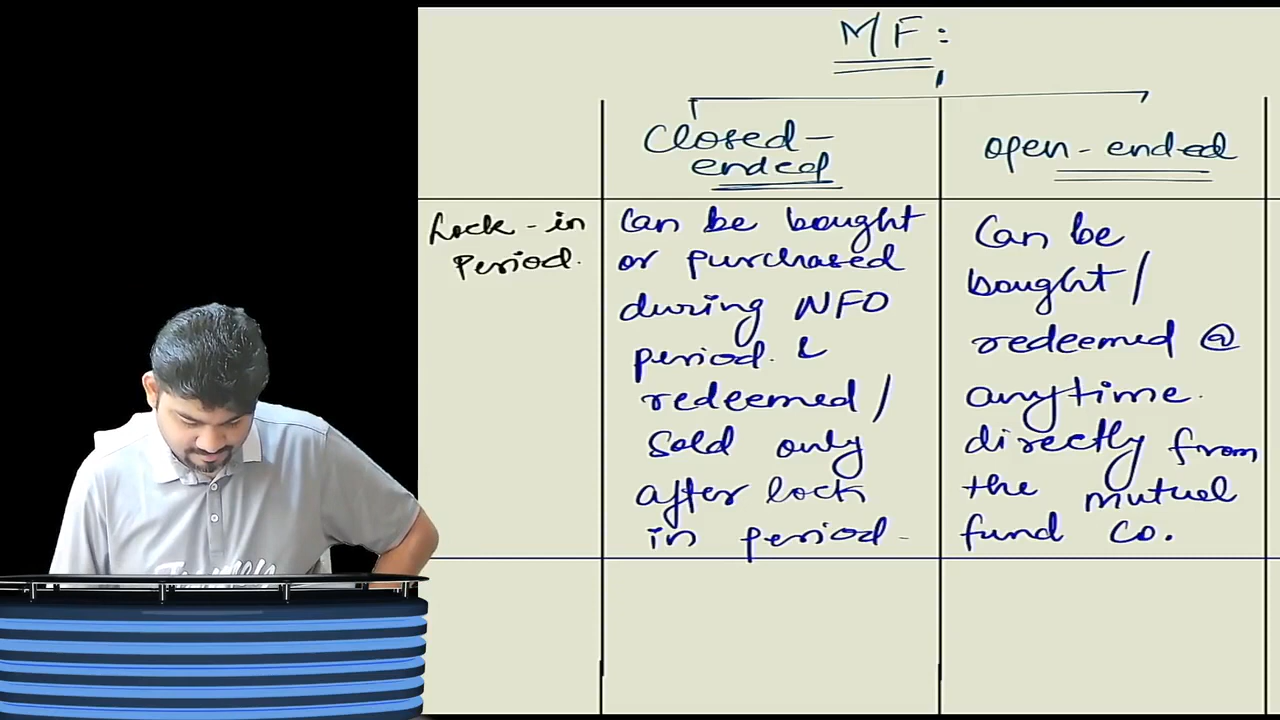 MF:
Closed-
ended
open-ended
Lock-in
Period.
Can be bought
or purchased
during NFO
period. &
redeemed/
Sold only
after lock
in period.
Can be
bought/
redeemed @
anytime.
directly from
the mutual
fund Co.